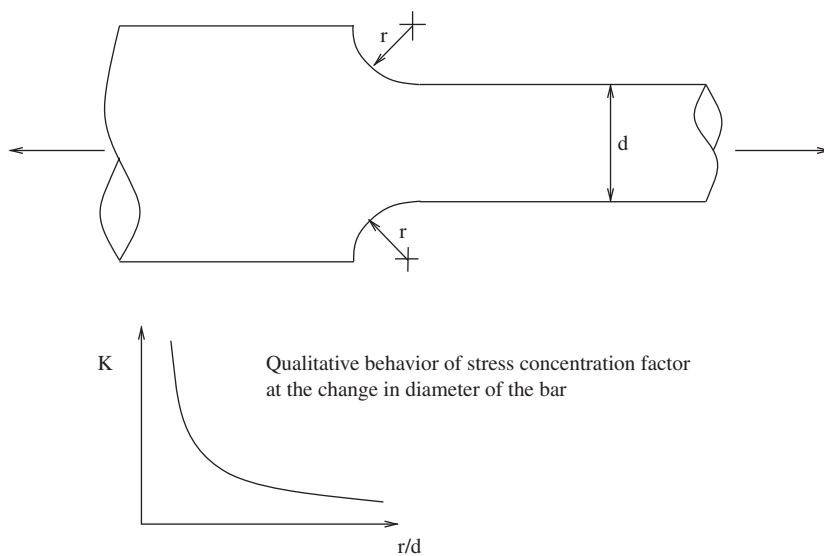 r
d
r
K
Qualitative behavior of stress concentration factor
at the change in diameter of the bar
r/d